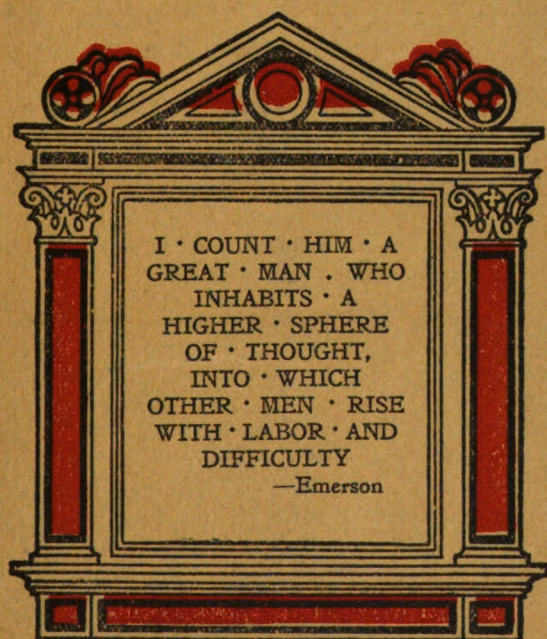 I · COUNT · HIM · A
GREAT · MAN . WHO
INHABITS · A
HIGHER · SPHERE
OF · THOUGHT,
INTO · WHICH
OTHER · MEN · RISE
WITH · LABOR · AND
DIFFICULTY
—Emerson